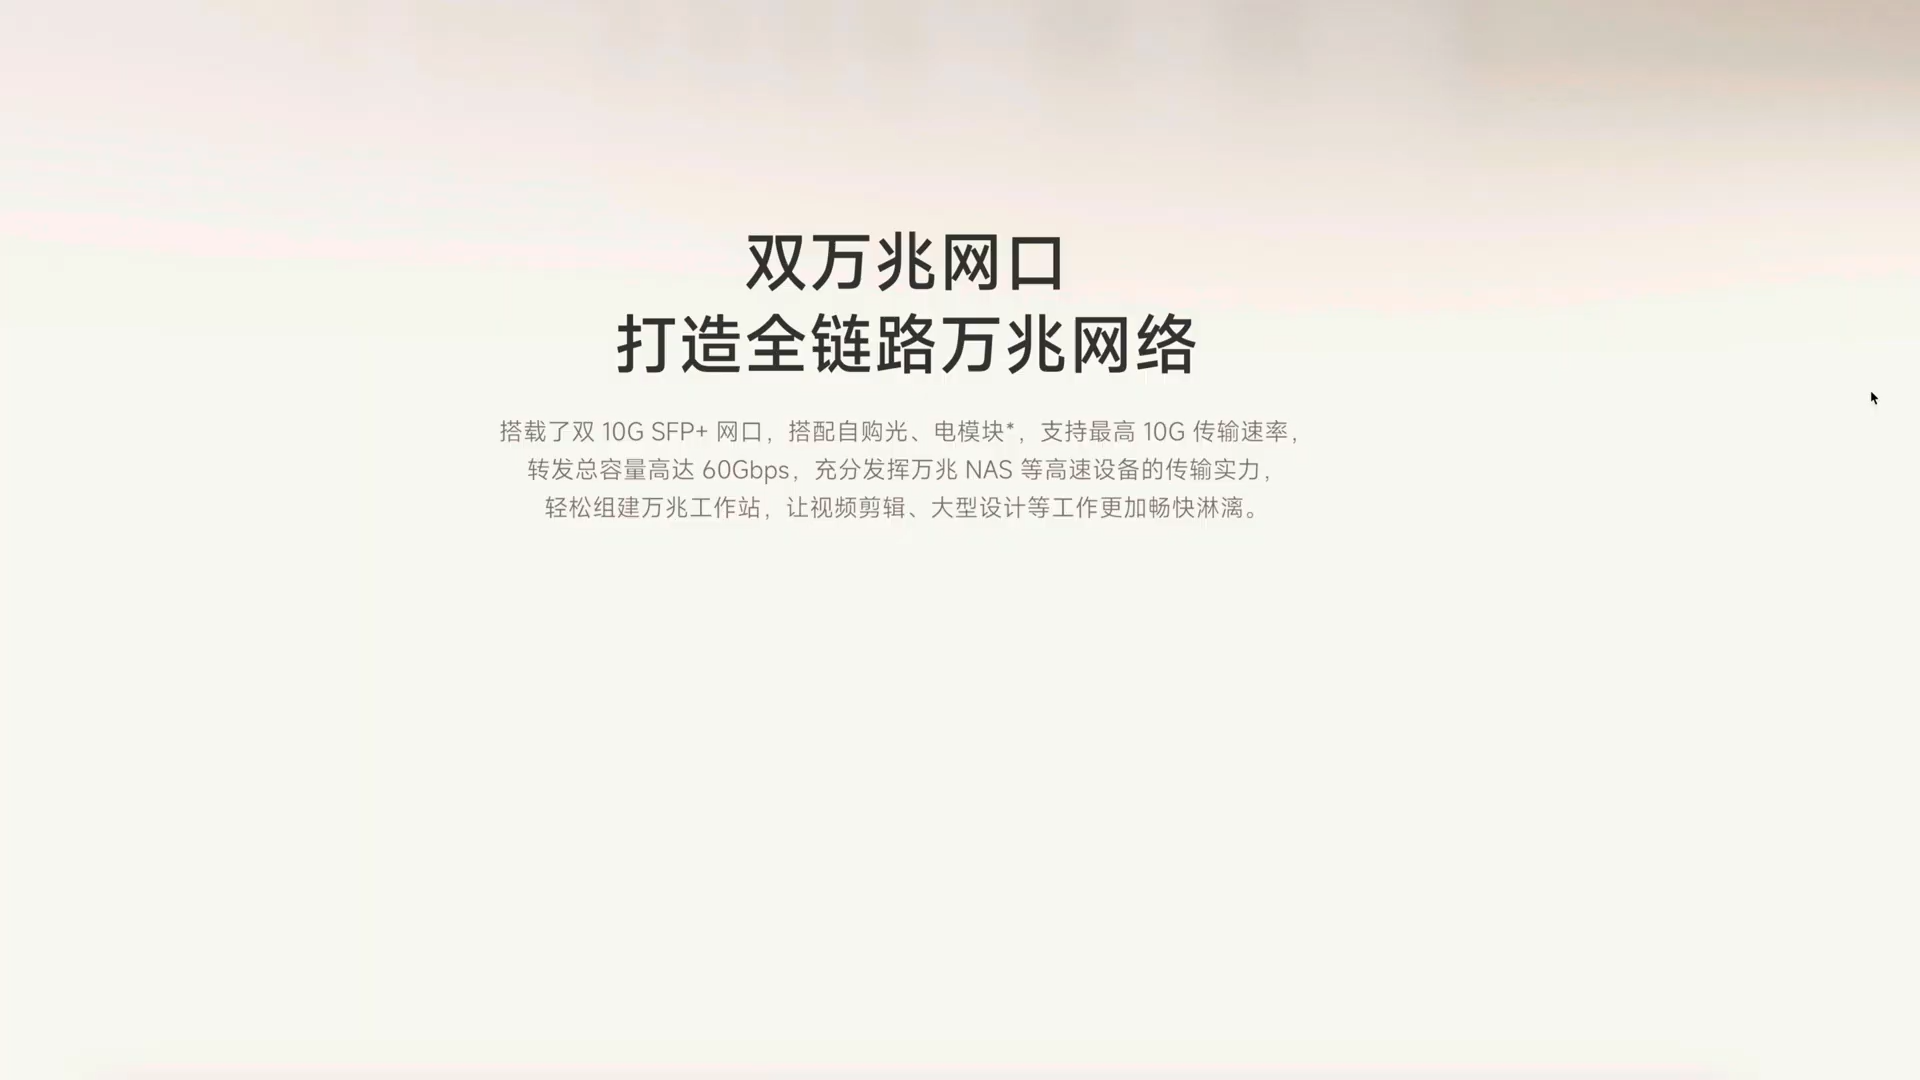 双万兆网口
打造全链路万兆网络
搭载了双 10G SFP+ 网口，搭配自购光、电模块*，支持最高 10G 传输速率，
转发总容量高达 60Gbps，充分发挥万兆 NAS 等高速设备的传输实力，
轻松组建万兆工作站，让视频剪辑、大型设计等工作更加畅快淋漓。